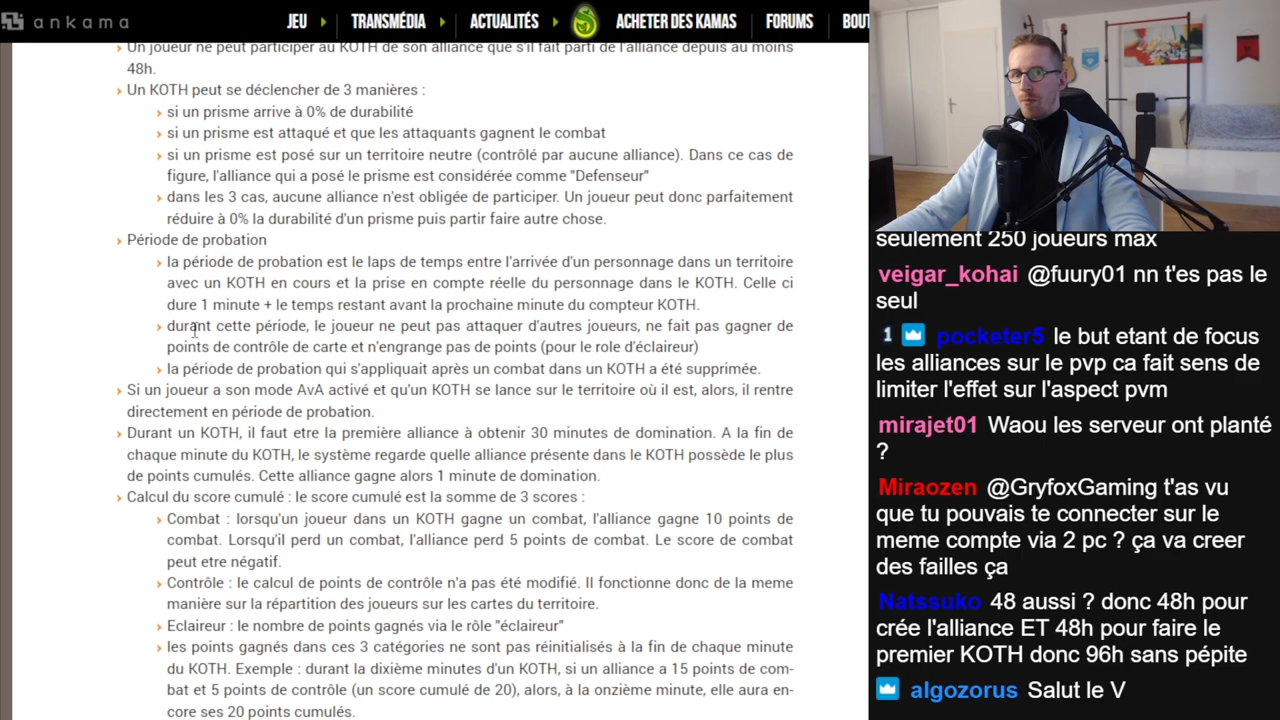 ankama
JEU TRANSMÉDIA ACTUALITÉS ACHETER DES KAMAS FORUMS BOUT
Un joueur ne peut participer au KOTH de son alliance que s'il fait parti de l'alliance depuis au moins
48h.
Un KOTH peut se déclencher de 3 manières :
si un prisme arrive à 0% de durabilité
si un prisme est attaqué et que les attaquants gagnent le combat
si un prisme est posé sur un territoire neutre (contrôlé par aucune alliance). Dans ce cas de
figure, l'alliance qui a posé le prisme est considérée comme "Defenseur"
dans les 3 cas, aucune alliance n'est obligée de participer. Un joueur peut donc parfaitement
réduire à 0% la durabilité d'un prisme puis partir faire autre chose.
Période de probation
la période de probation est le laps de temps entre l'arrivée d'un personnage dans un territoire
avec un KOTH en cours et la prise en compte réelle du personnage dans le KOTH. Celle ci
dure 1 minute + le temps restant avant la prochaine minute du compteur KOTH.
durant cette période, le joueur ne peut pas attaquer d'autres joueurs, ne fait pas gagner de
points de contrôle et n'engrange pas de points (pour le role d'éclaireur)
la période de probation qui s'appliquait après un combat dans un KOTH a été supprimée.
Si un joueur a son mode AvA activé et qu'un KOTH se lance sur le territoire où il est, alors, il rentre
directement en période de probation.
Durant un KOTH, il faut etre la première alliance à obtenir 30 minutes de domination. A la fin de
chaque minute du KOTH, le système regarde quelle alliance présente dans le KOTH possède le plus
de points cumulés. Cette alliance gagne alors 1 minute de domination.
Calcul du score cumulé : le score cumulé est la somme de 3 scores :
Combat : lorsqu'un joueur dans un KOTH gagne un combat, l'alliance gagne 10 points de
combat. Lorsqu'il perd un combat, l'alliance perd 5 points de combat. Le score de combat
peut etre négatif.
Contrôle : le calcul de points de contrôle n'a pas été modifié. Il fonctionne donc de la meme
manière sur la répartition des joueurs sur les cartes du territoire.
Eclaireur : le nombre de points gagnés via le rôle "éclaireur"
les points gagnés dans ces 3 catégories ne sont pas réinitialisés à la fin de chaque minute
du KOTH. Exemple : durant la dixième minutes d'un KOTH, si un alliance a 15 points de com-
bat et 5 points de contrôle (un score cumulé de 20), alors, à la onzième minute, elle aura en-
core ses 20 points cumulés.
seulement 250 joueurs max
veigar_kohai @fuury01 nn t'es pas le
seul
1 pocketer5 le but etant de focus
les alliances sur le pvp ca fait sens de
limiter l'effet sur l'aspect pvm
mirajet01 Waou les serveur ont planté
?
Miraozen @GryfoxGaming t'as vu
que tu pouvais te connecter sur le
meme compte via 2 pc ? ça va creer
des failles ça
Natssuko 48 aussi ? donc 48h pour
crée l'alliance ET 48h pour faire le
premier KOTH donc 96h sans pépite
algozorus Salut le V